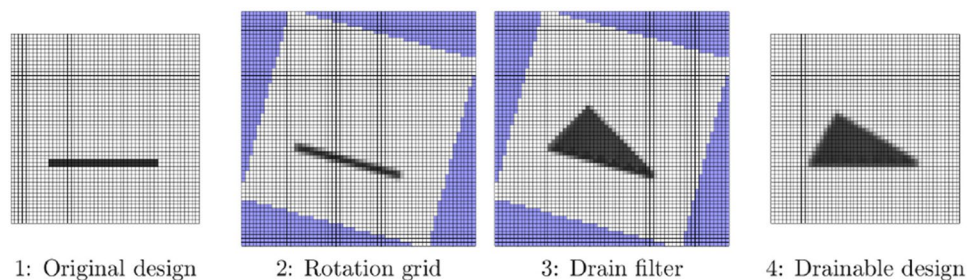 1: Original design
2: Rotation grid
3: Drain filter
4: Drainable design